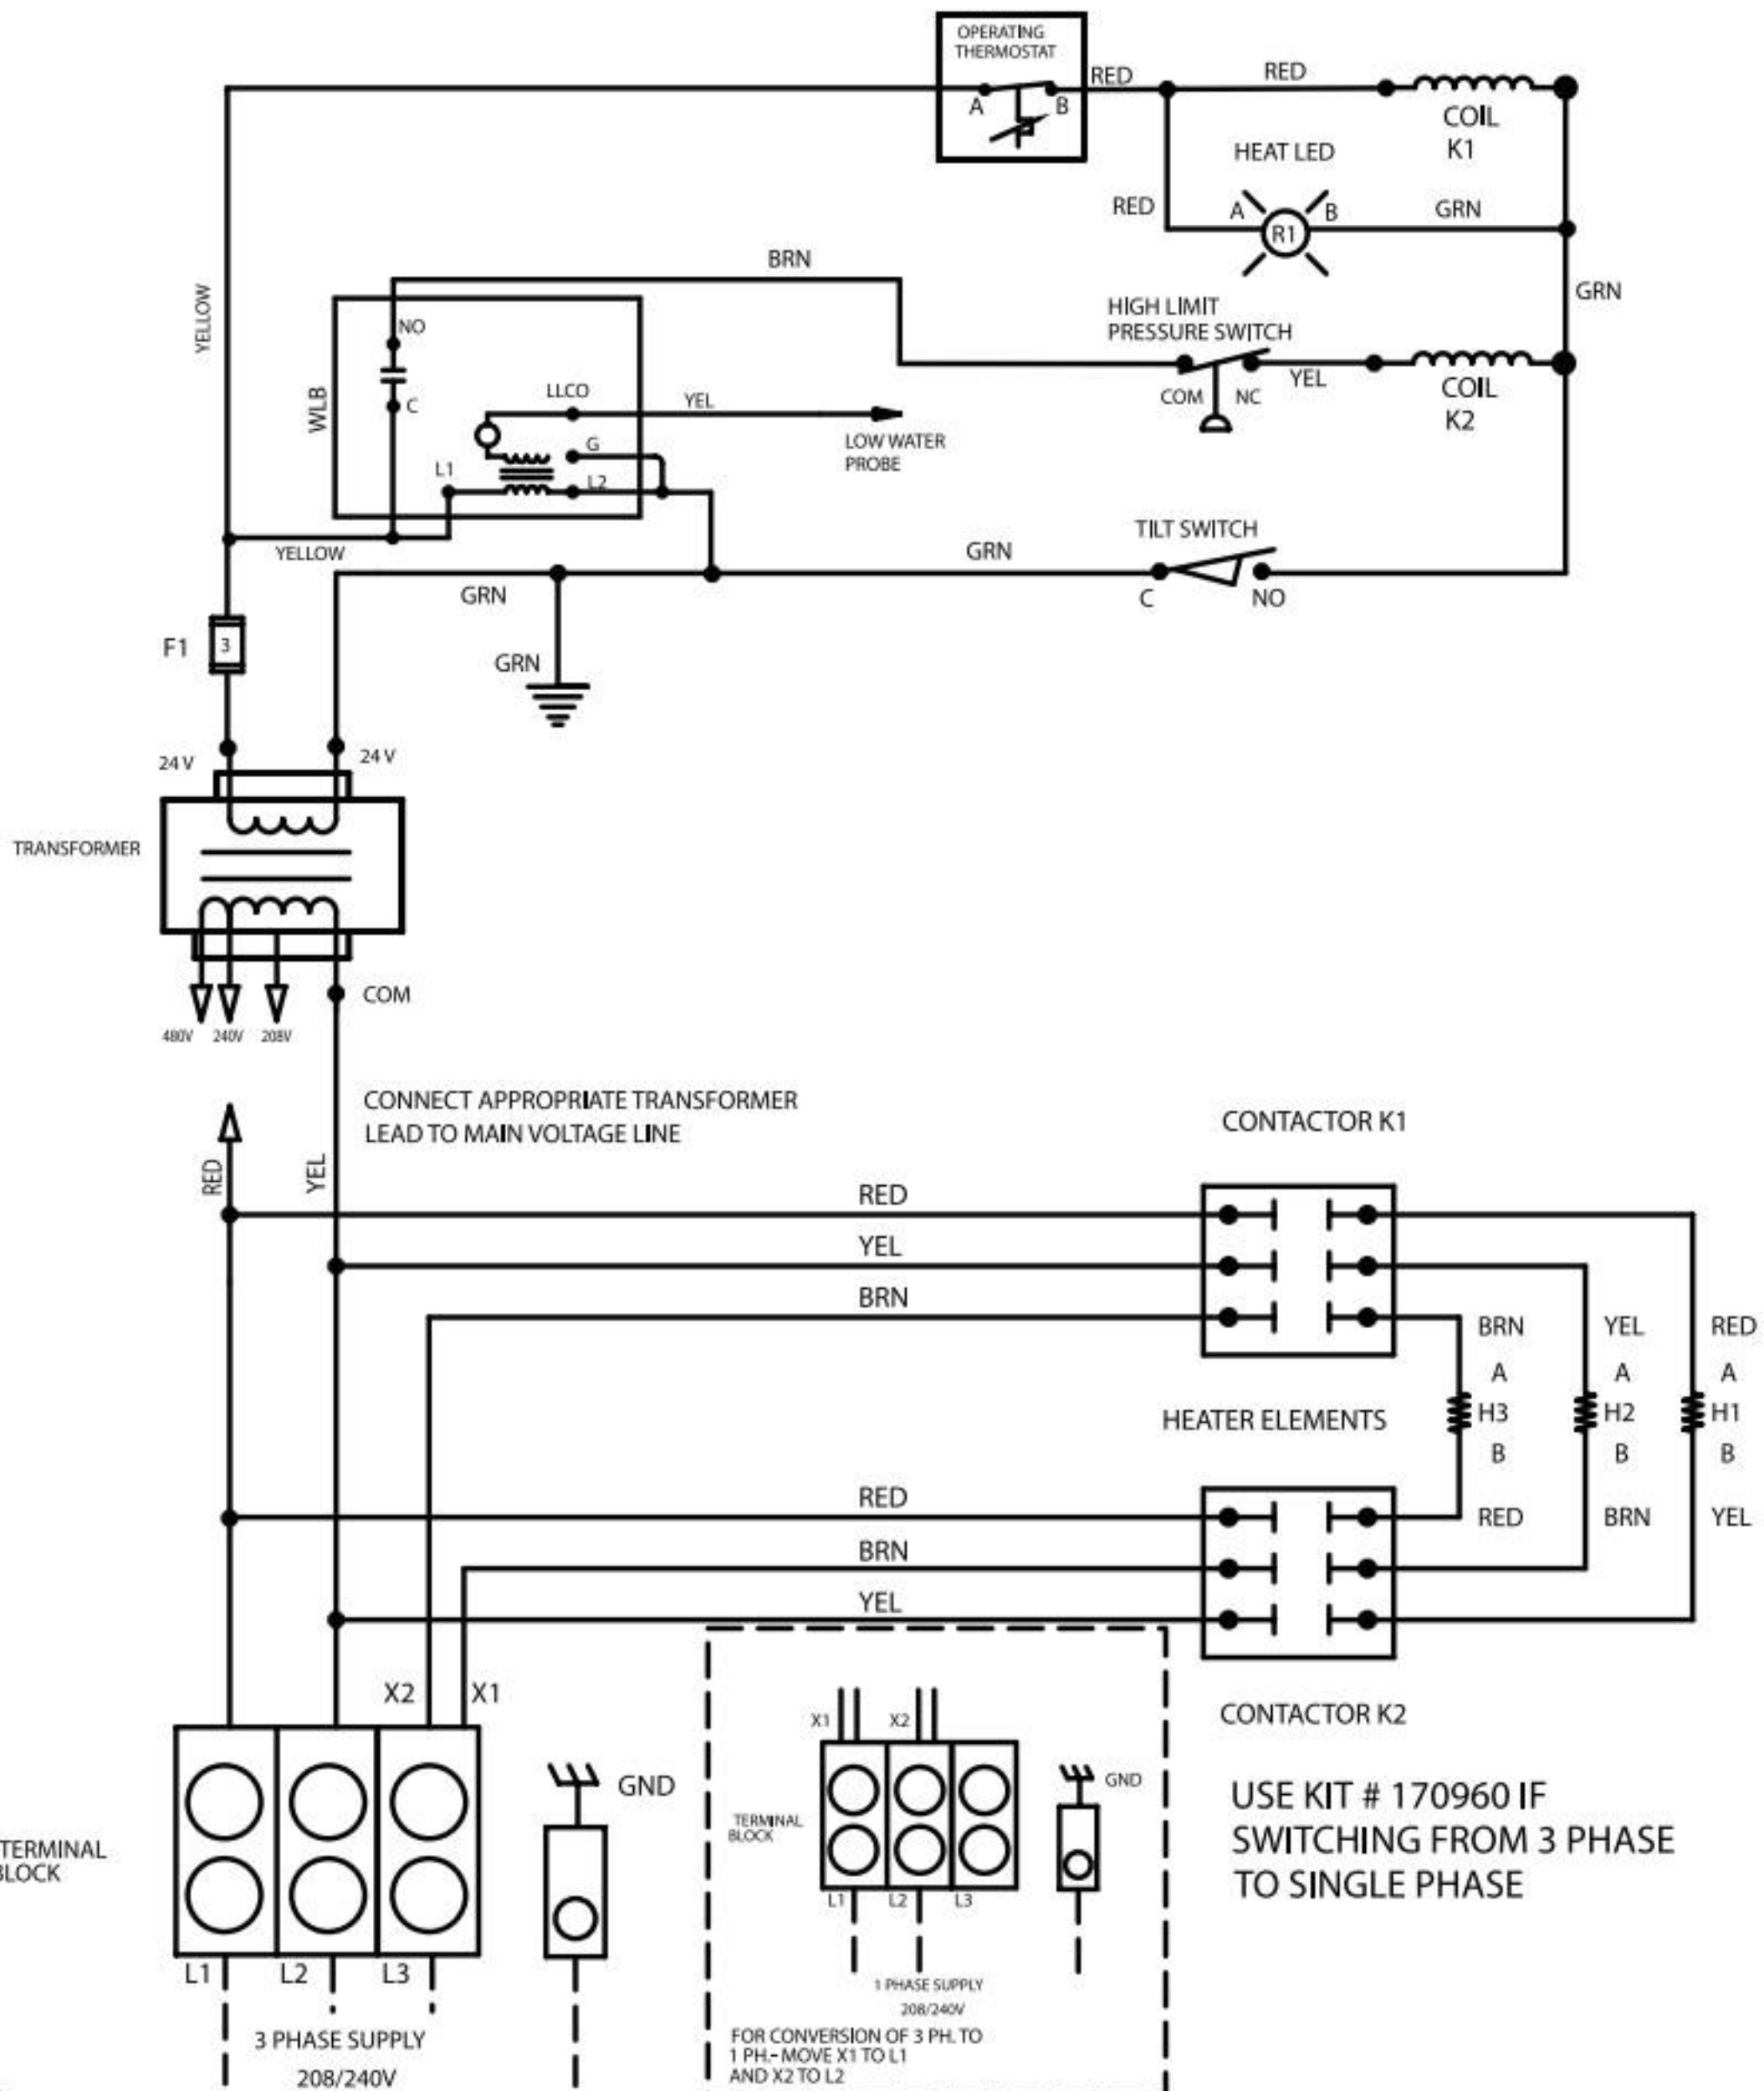 OPERATING
THERMOSTAT
A
B
RED
RED
COIL
K1
HEAT LED
RED
A
R1
B
GRN
BRN
GRN
YELLOW
HIGH LIMIT
PRESSURE SWITCH
NO
WLB
C
LLCO
YEL
COM
NC
YEL
COIL
K2
LOW WATER
PROBE
G
L1
L2
YELLOW
TILT SWITCH
GRN
GRN
C
NO
F1
3
GRN
24 V
24 V
TRANSFORMER
COM
480V
240V
208V
CONNECT APPROPRIATE TRANSFORMER
LEAD TO MAIN VOLTAGE LINE
CONTACTOR K1
RED
YEL
RED
YEL
BRN
BRN
YEL
RED
A
A
A
HEATER ELEMENTS
H3
H2
H1
B
B
B
RED
RED
BRN
YEL
BRN
YEL
X2
X1
CONTACTOR K2
X1
X2
GND
GND
TERMINAL
BLOCK
USE KIT # 170960 IF
SWITCHING FROM 3 PHASE
TO SINGLE PHASE
TERMINAL
BLOCK
L1
L2
L3
L1
L2
L3
1 PHASE SUPPLY
208/240V
3 PHASE SUPPLY
208/240V
FOR CONVERSION OF 3 PH. TO
1 PH.- MOVE X1 TO L1
AND X2 TO L2